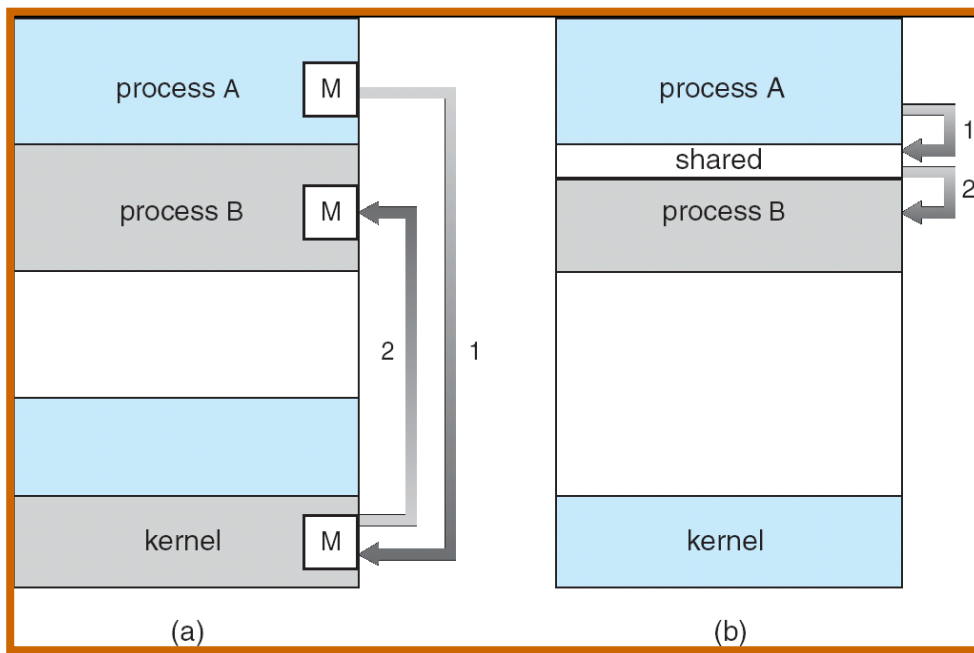 process A
M
process B
M
2
1
kernel
M
(a)
process A
1
shared
2
process B
kernel
(b)